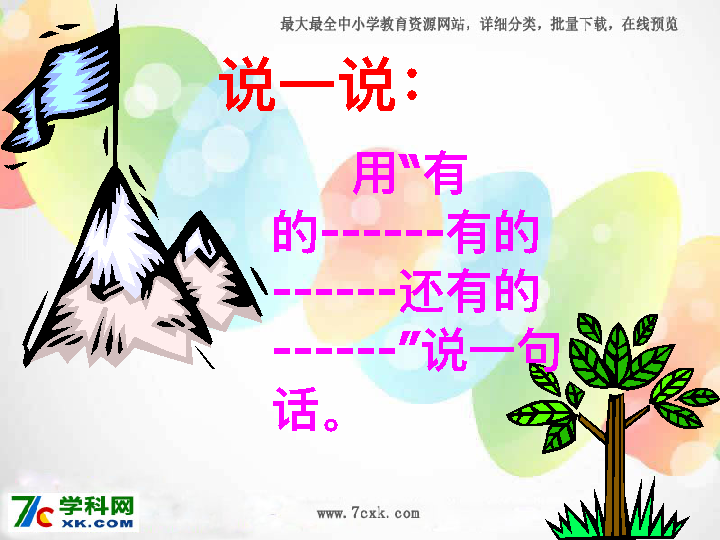 最大最全中小学教育资源网站，详细分类，批量下载，在线预览
说一说：
用“有
的------有的
------还有的
------”说一句
话。
7c 学科网
XK.COM
www.7cxk.com